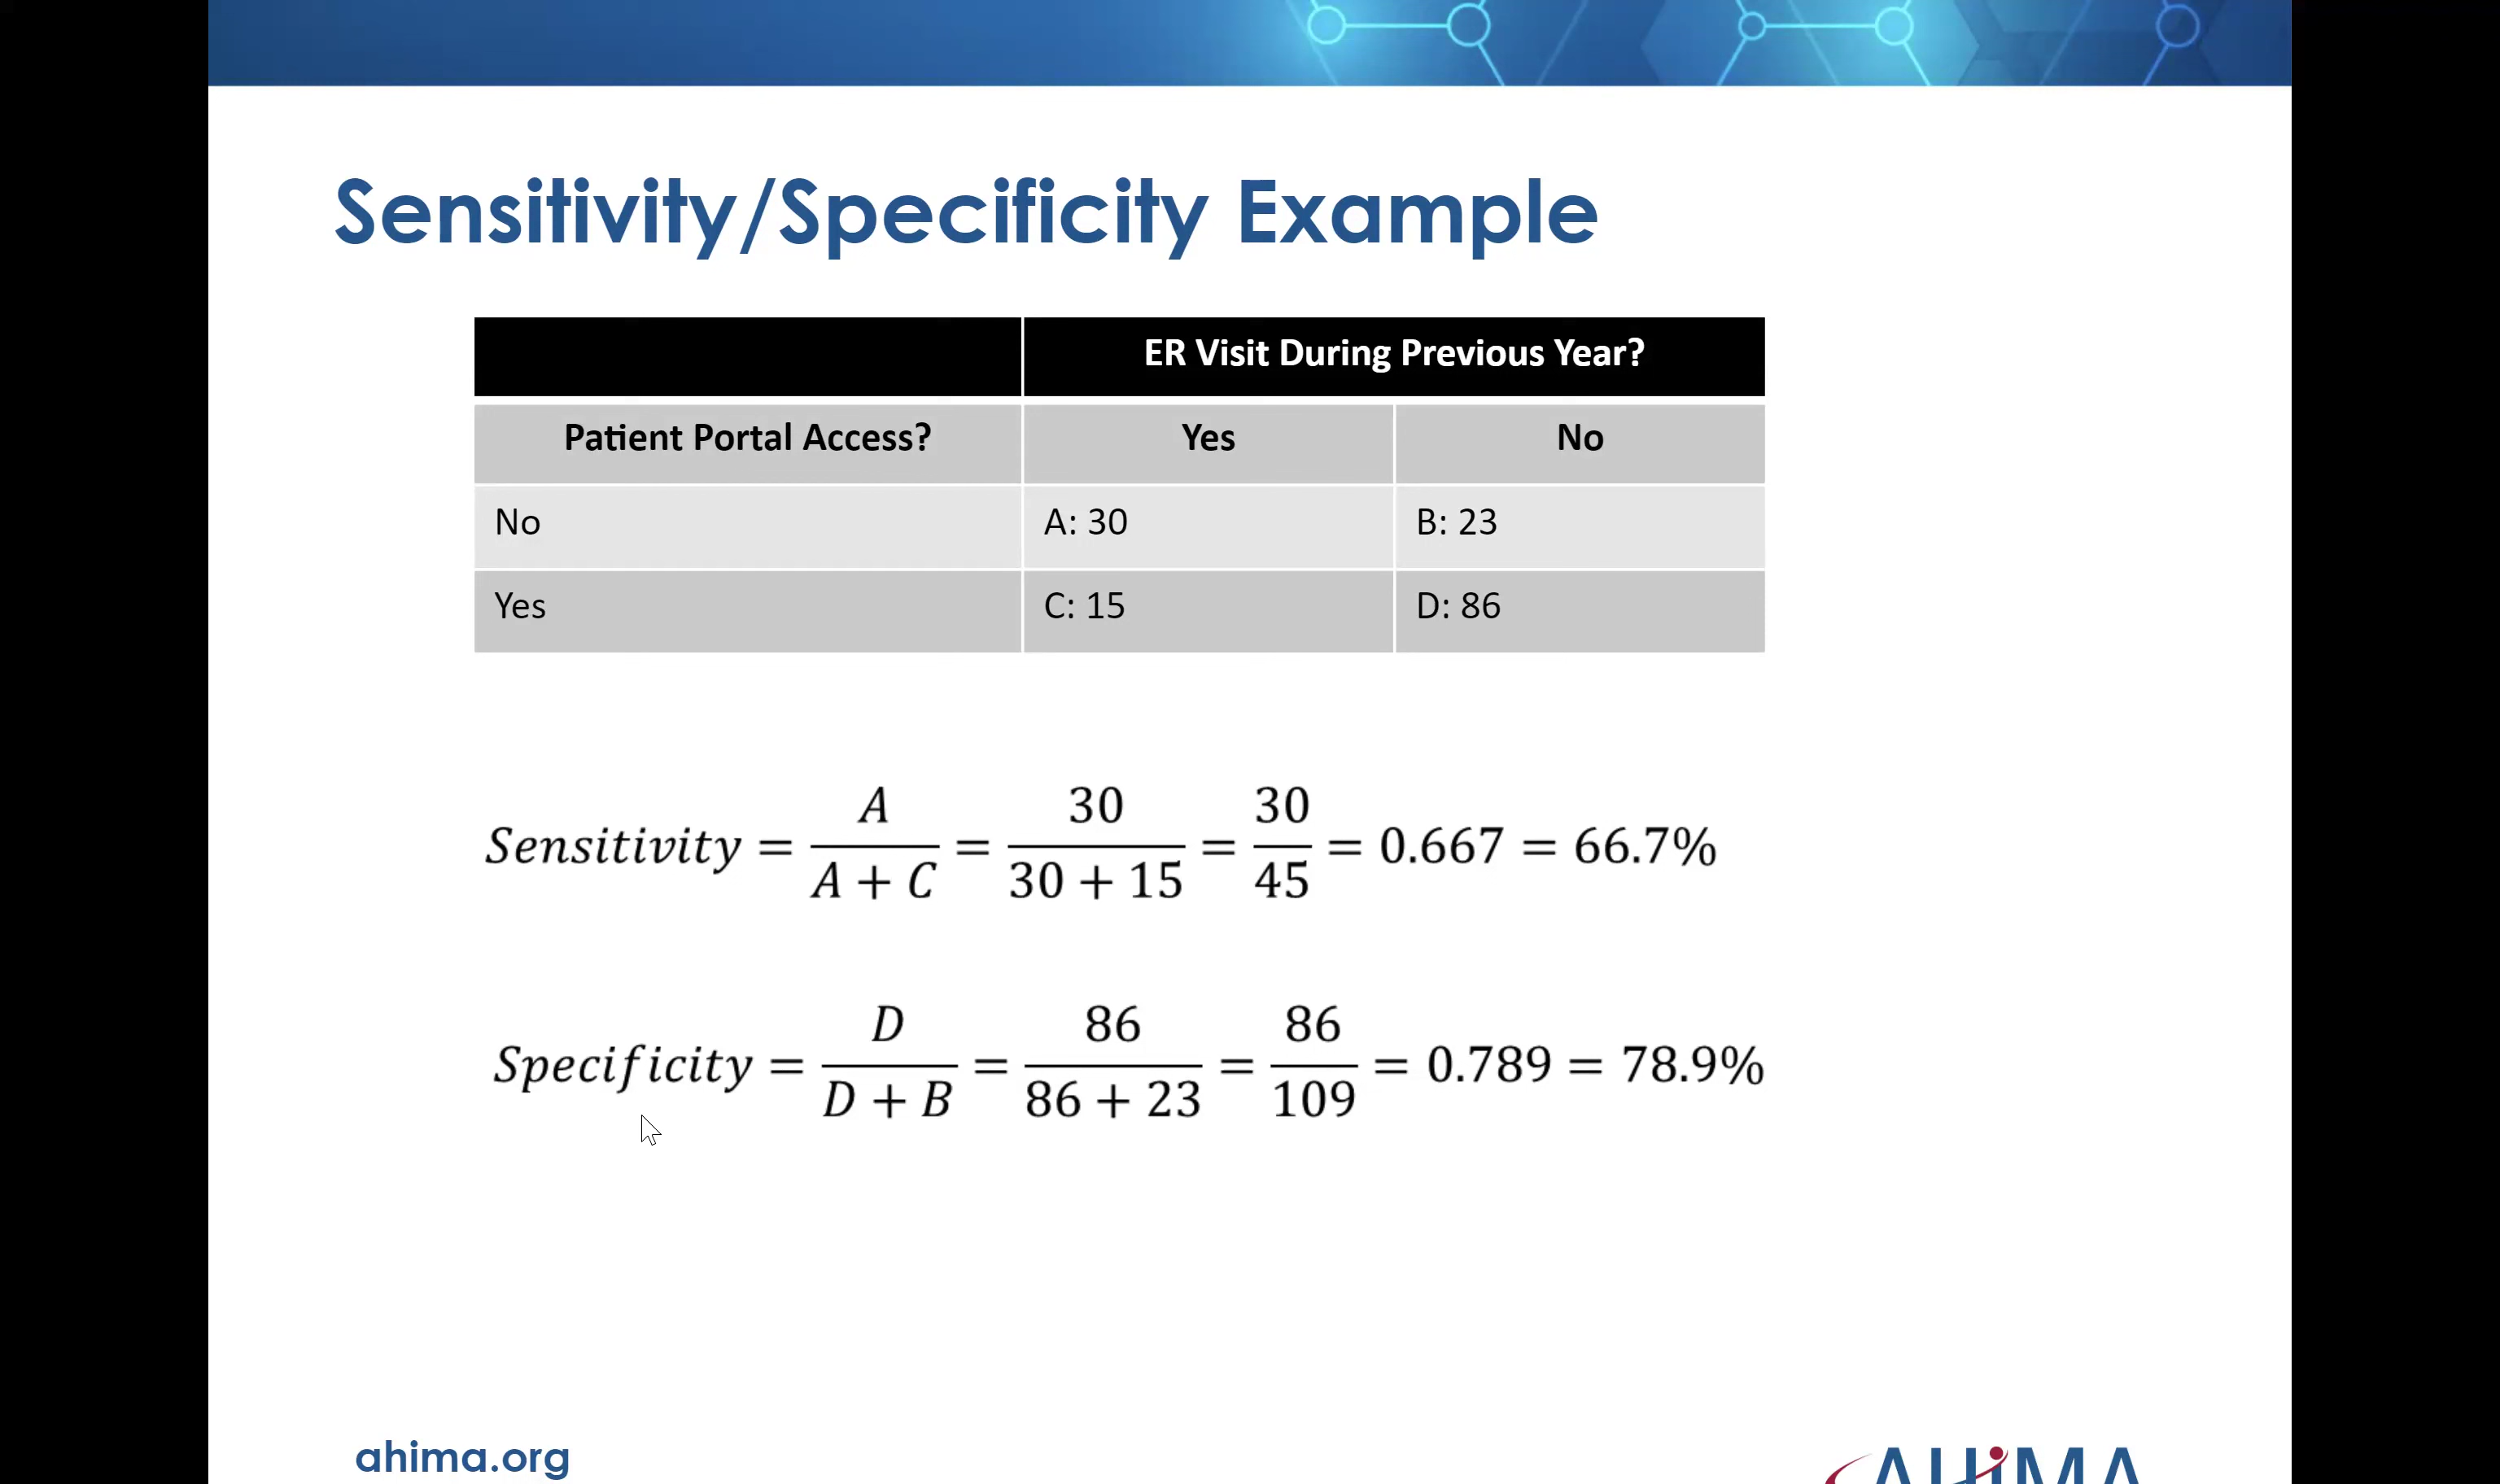 Sensitivity/Specificity Example
ER Visit During Previous Year?
Patient Portal Access? Yes No
No A: 30 B: 23
Yes C: 15 D: 86
Sensitivity = A / (A + C) = 30 / (30 + 15) = 30 / 45 = 0.667 = 66.7%
Specificity = D / (D + B) = 86 / (86 + 23) = 86 / 109 = 0.789 = 78.9%
ahima.org
AHiMA